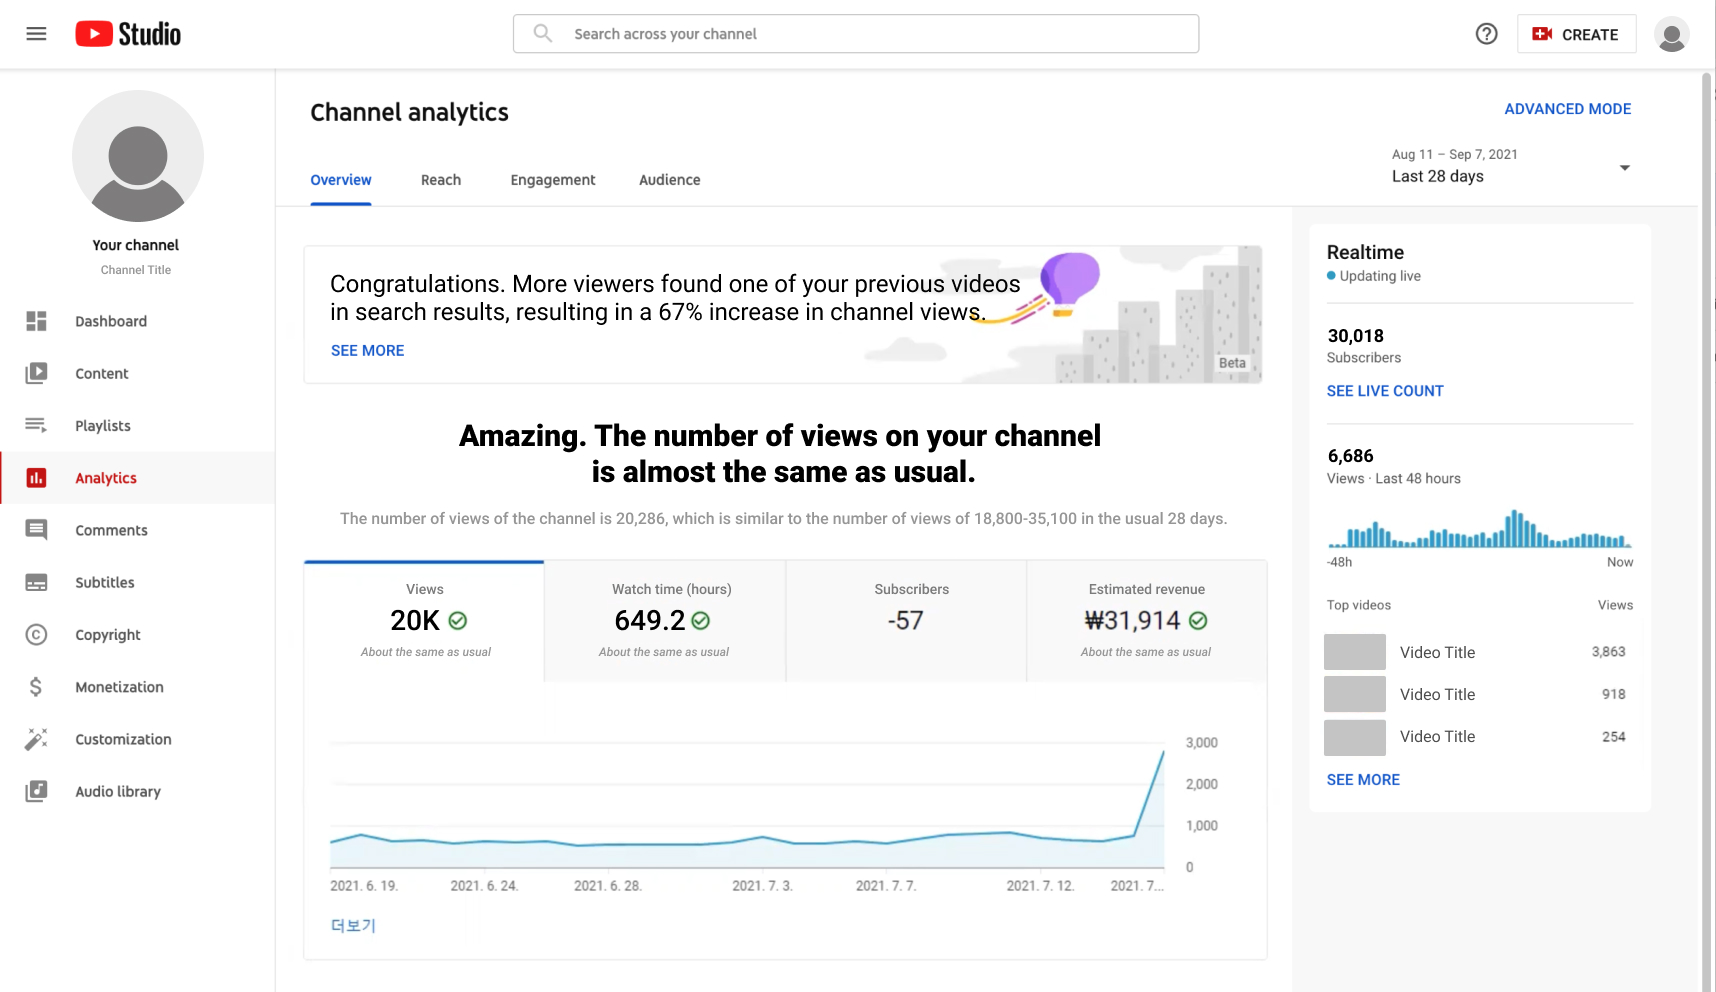 Studio
Search across your channel
CREATE
Your channel
Channel Title
Dashboard
Content
Playlists
Analytics
Comments
Subtitles
Copyright
Monetization
Customization
Audio library
Channel analytics
ADVANCED MODE
Overview
Reach
Engagement
Audience
Aug 11 – Sep 7, 2021
Last 28 days
Congratulations. More viewers found one of your previous videos
in search results, resulting in a 67% increase in channel views.
SEE MORE
Beta
Amazing. The number of views on your channel
is almost the same as usual.
The number of views of the channel is 20,286, which is similar to the number of views of 18,800-35,100 in the usual 28 days.
Views
20K
About the same as usual
Watch time (hours)
649.2
About the same as usual
Subscribers
-57
Estimated revenue
₩31,914
About the same as usual
3,000
2,000
1,000
0
2021. 6. 19.
2021. 6. 24.
2021. 6. 28.
2021. 7. 3.
2021. 7. 7.
2021. 7. 12.
2021. 7...
더보기
Realtime
Updating live
30,018
Subscribers
SEE LIVE COUNT
6,686
Views · Last 48 hours
-48h
Now
Top videos
Views
Video Title 3,863
Video Title 918
Video Title 254
SEE MORE